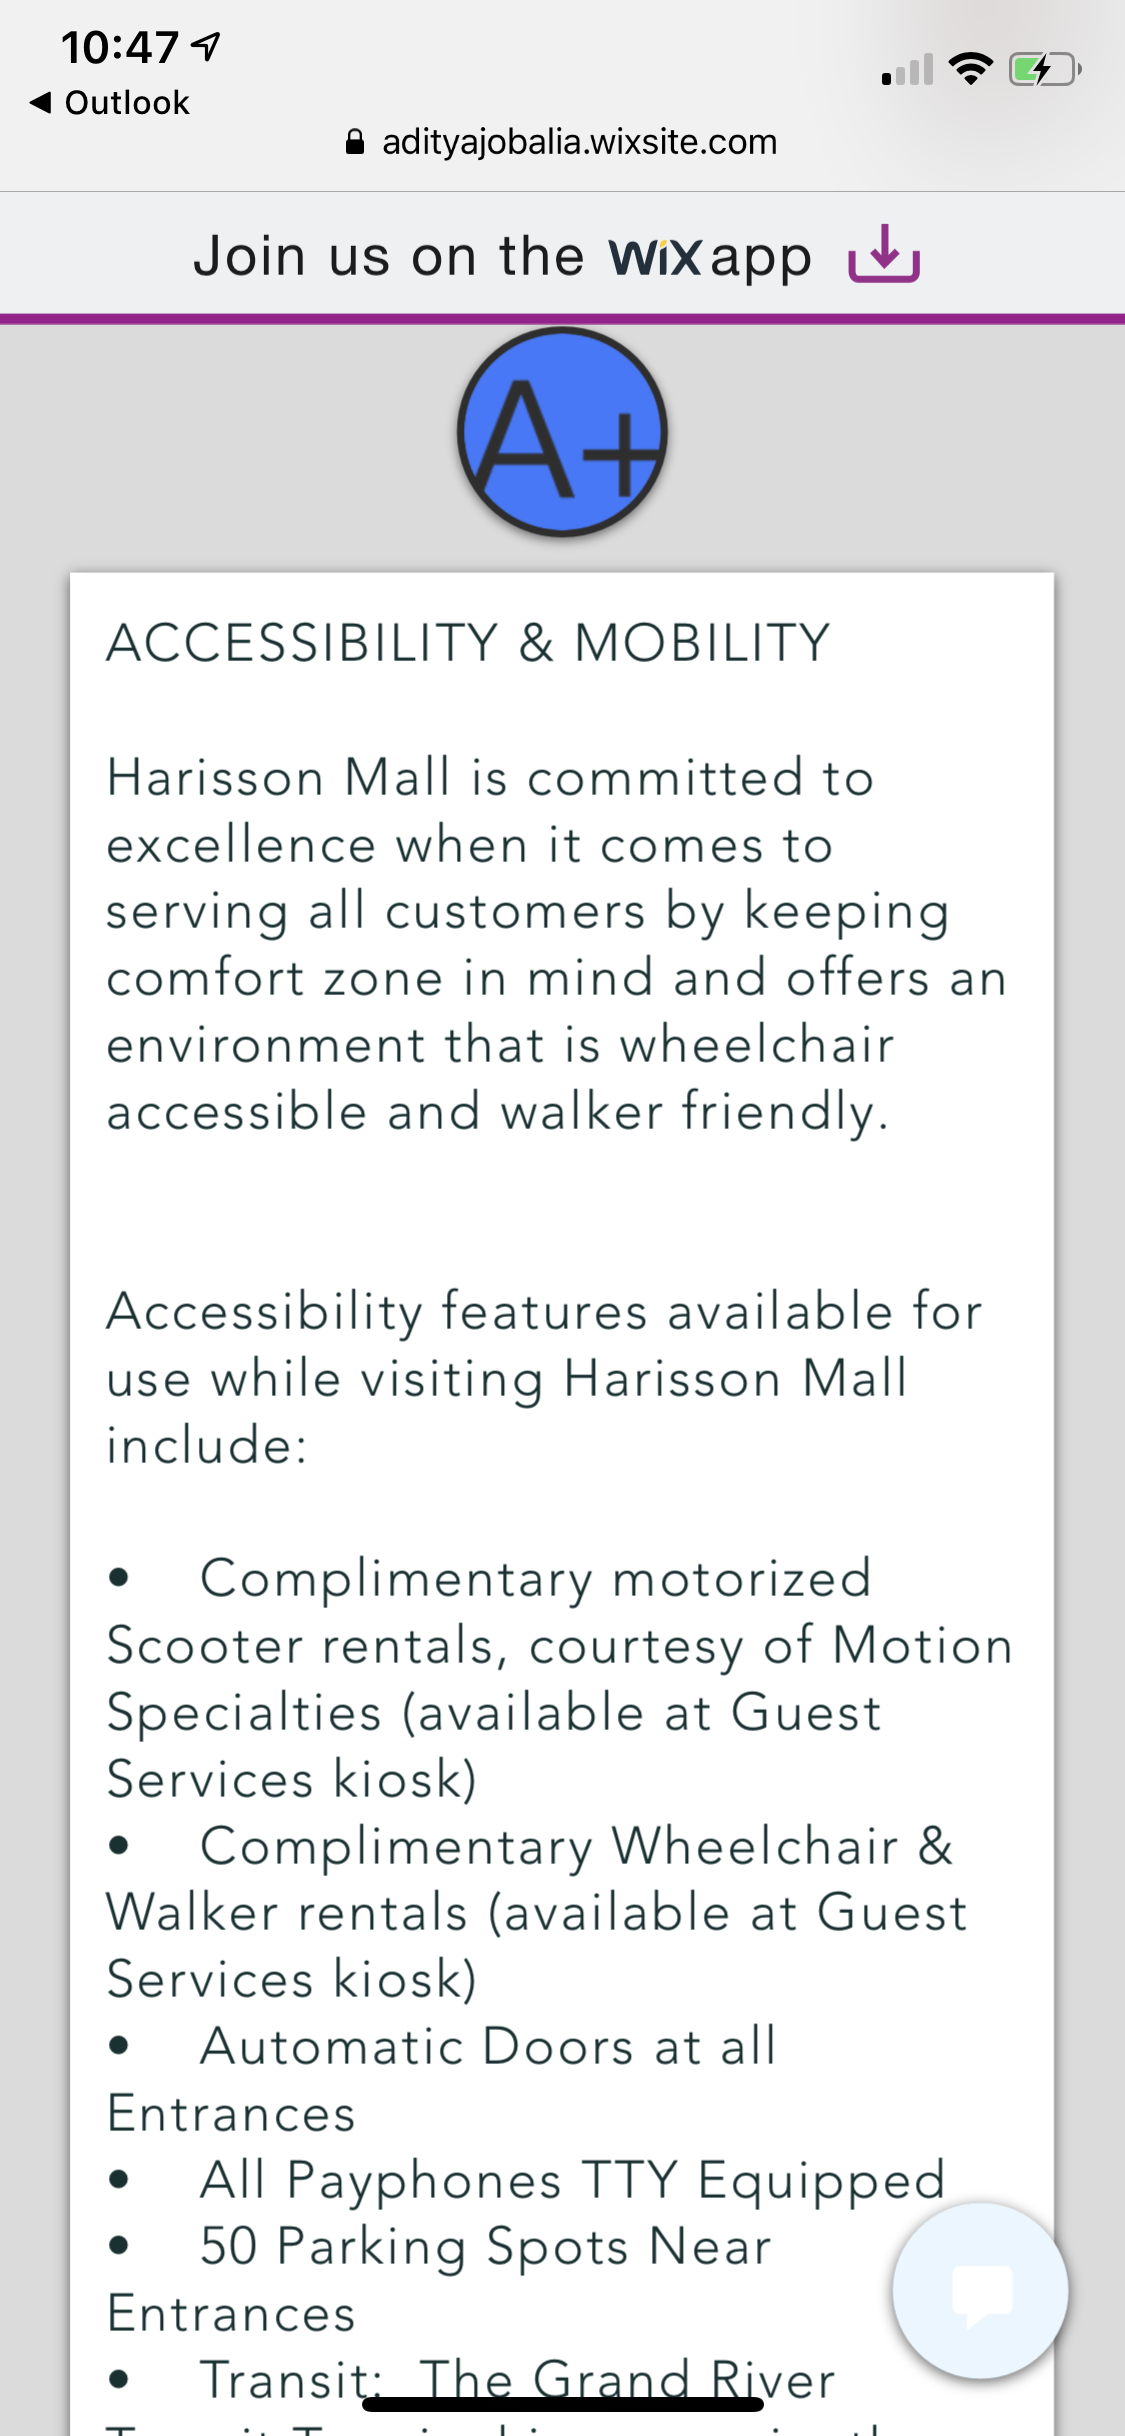 10:47
◀ Outlook
adityajobalia.wixsite.com
Join us on the WiX app
A+
ACCESSIBILITY & MOBILITY
Harisson Mall is committed to
excellence when it comes to
serving all customers by keeping
comfort zone in mind and offers an
environment that is wheelchair
accessible and walker friendly.
Accessibility features available for
use while visiting Harisson Mall
include:
• Complimentary motorized
Scooter rentals, courtesy of Motion
Specialties (available at Guest
Services kiosk)
• Complimentary Wheelchair &
Walker rentals (available at Guest
Services kiosk)
• Automatic Doors at all
Entrances
• All Payphones TTY Equipped
• 50 Parking Spots Near
Entrances
• Transit: The Grand River